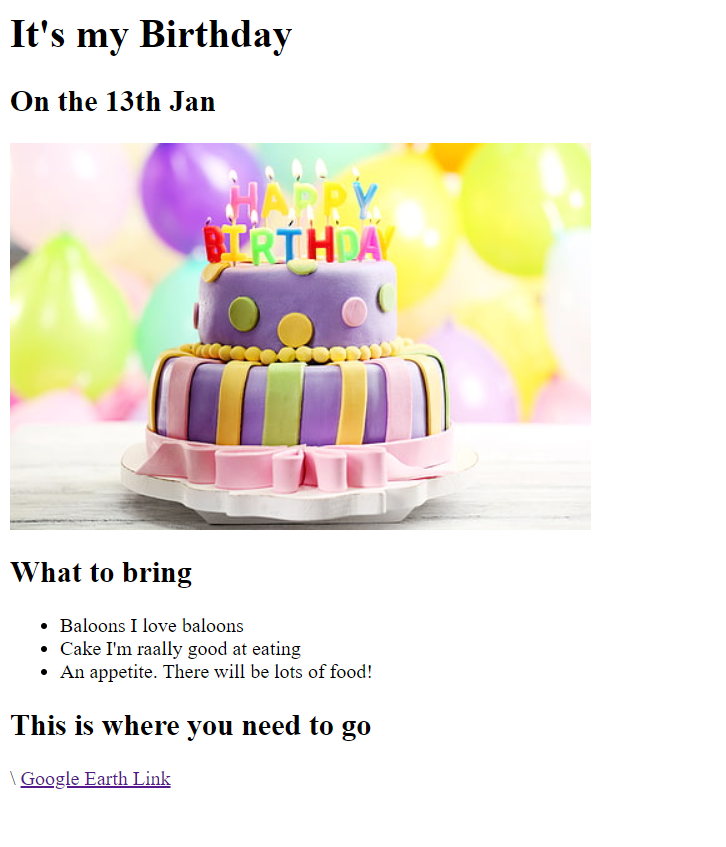 It's my Birthday
On the 13th Jan
HAPPY
BIRTHDAY
What to bring
Baloons I love baloons
Cake I'm raally good at eating
An appetite. There will be lots of food!
This is where you need to go
\ Google Earth Link